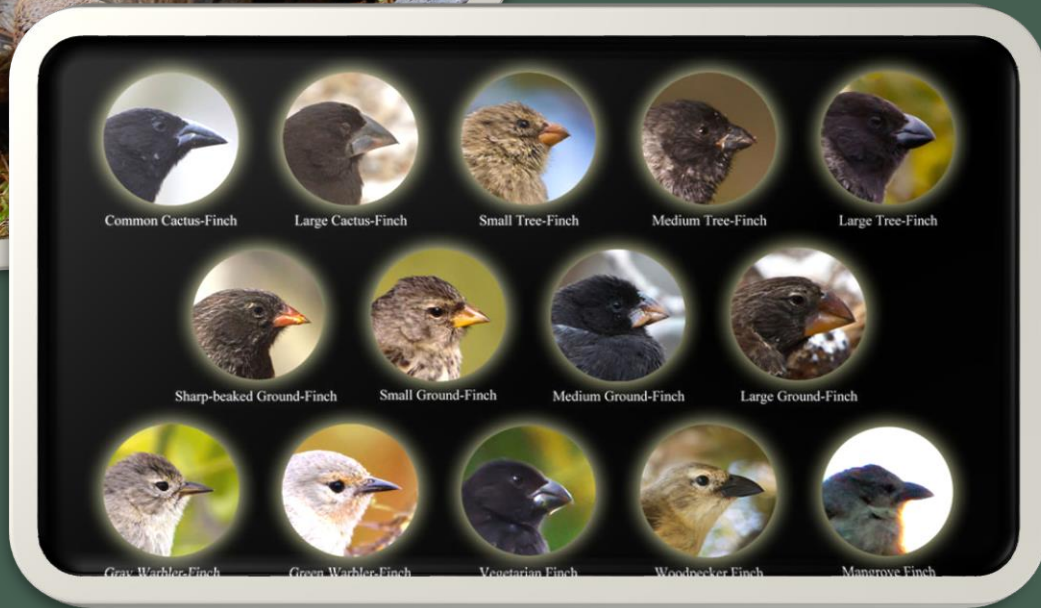 Common Cactus-Finch Large Cactus-Finch Small Tree-Finch Medium Tree-Finch Large Tree-Finch
Sharp-beaked Ground-Finch Small Ground-Finch Medium Ground-Finch Large Ground-Finch
Gray Warbler-Finch Green Warbler-Finch Vegetarian Finch Woodpecker Finch Mangrove Finch